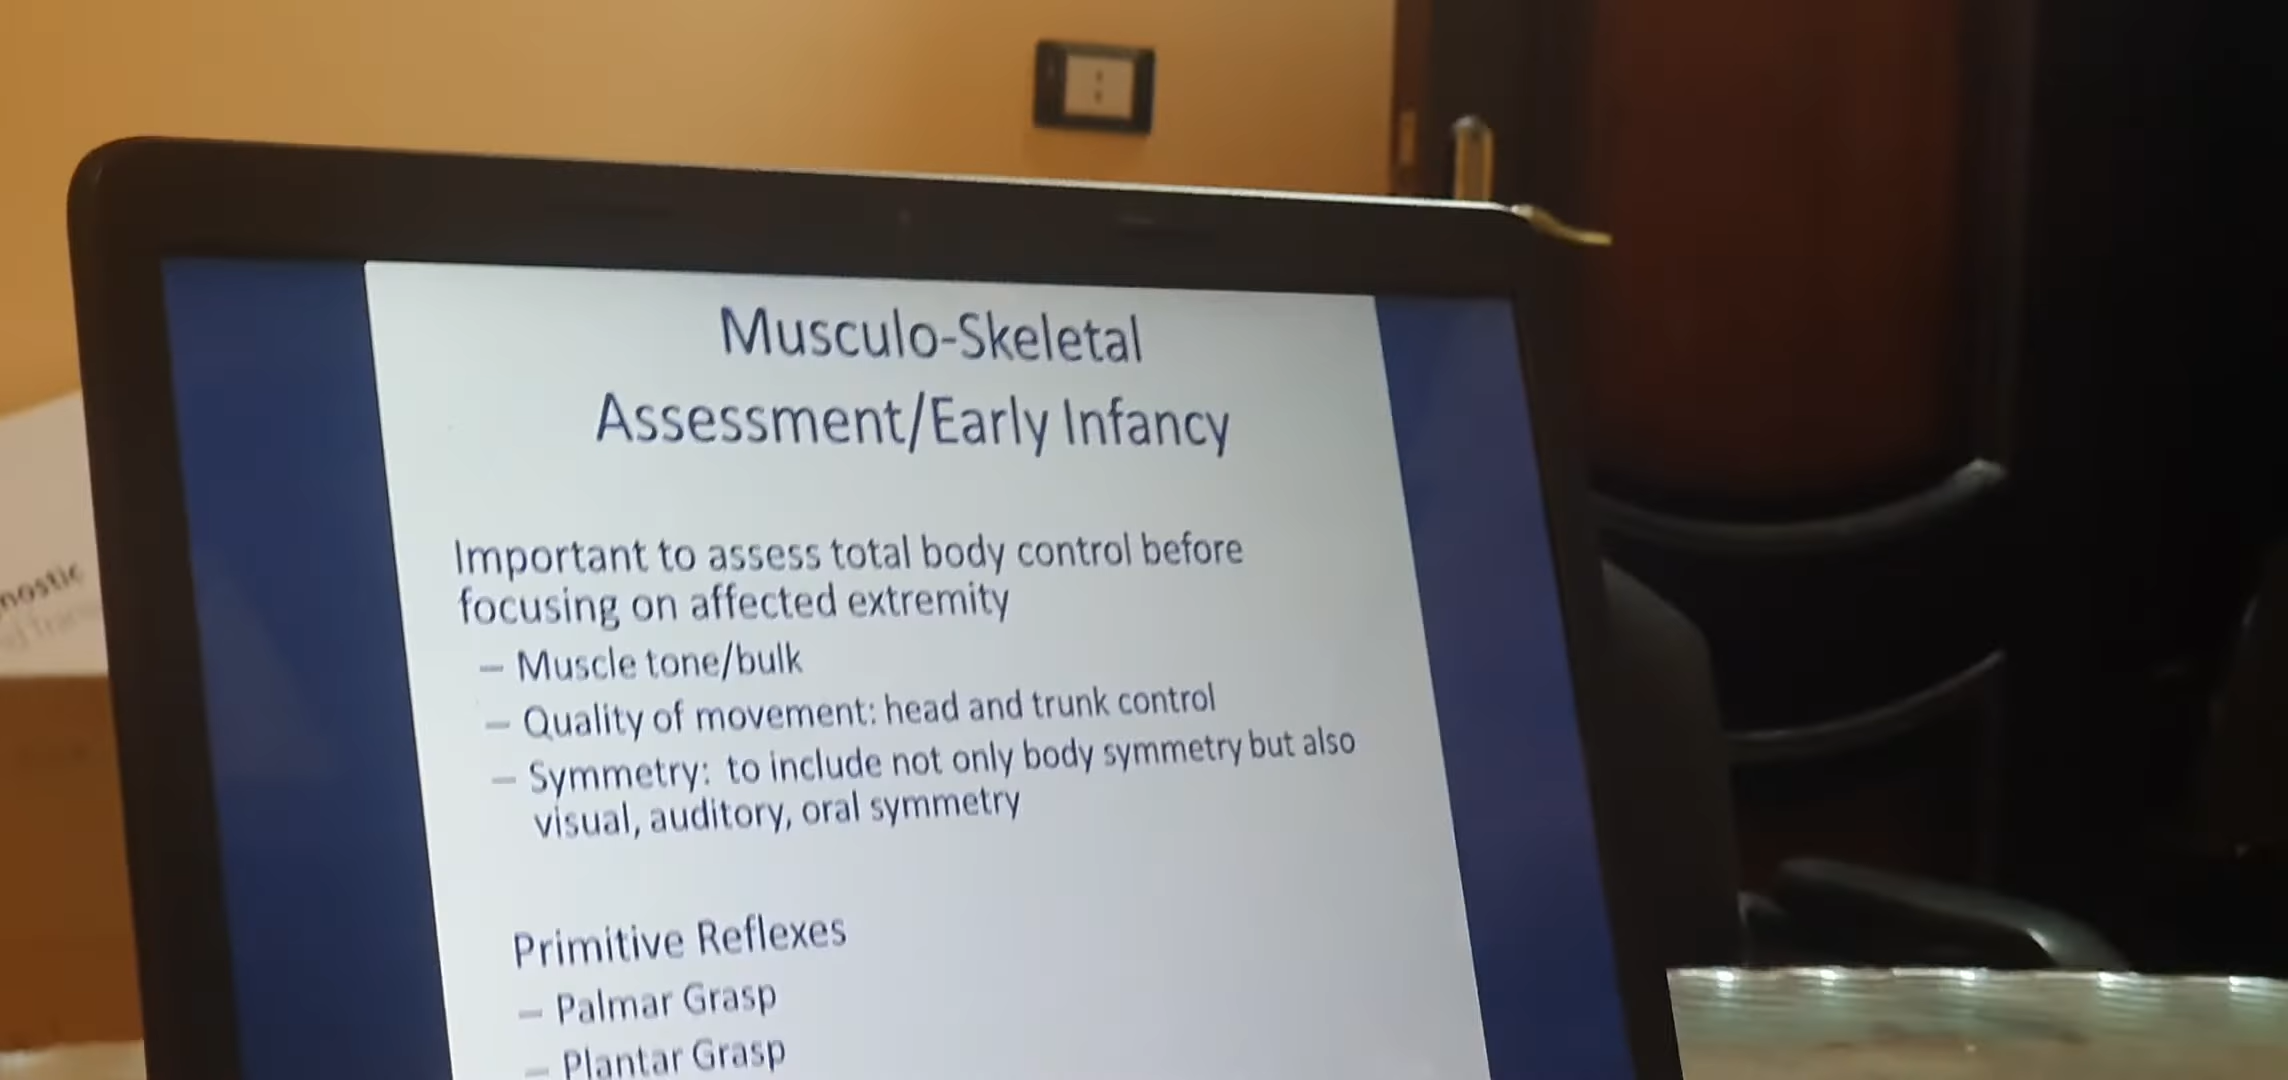 Musculo-Skeletal
Assessment/Early Infancy
Important to assess total body control before
focusing on affected extremity
– Muscle tone/bulk
– Quality of movement: head and trunk control
– Symmetry: to include not only body symmetry but also
visual, auditory, oral symmetry
Primitive Reflexes
– Palmar Grasp
– Plantar Grasp
nostic